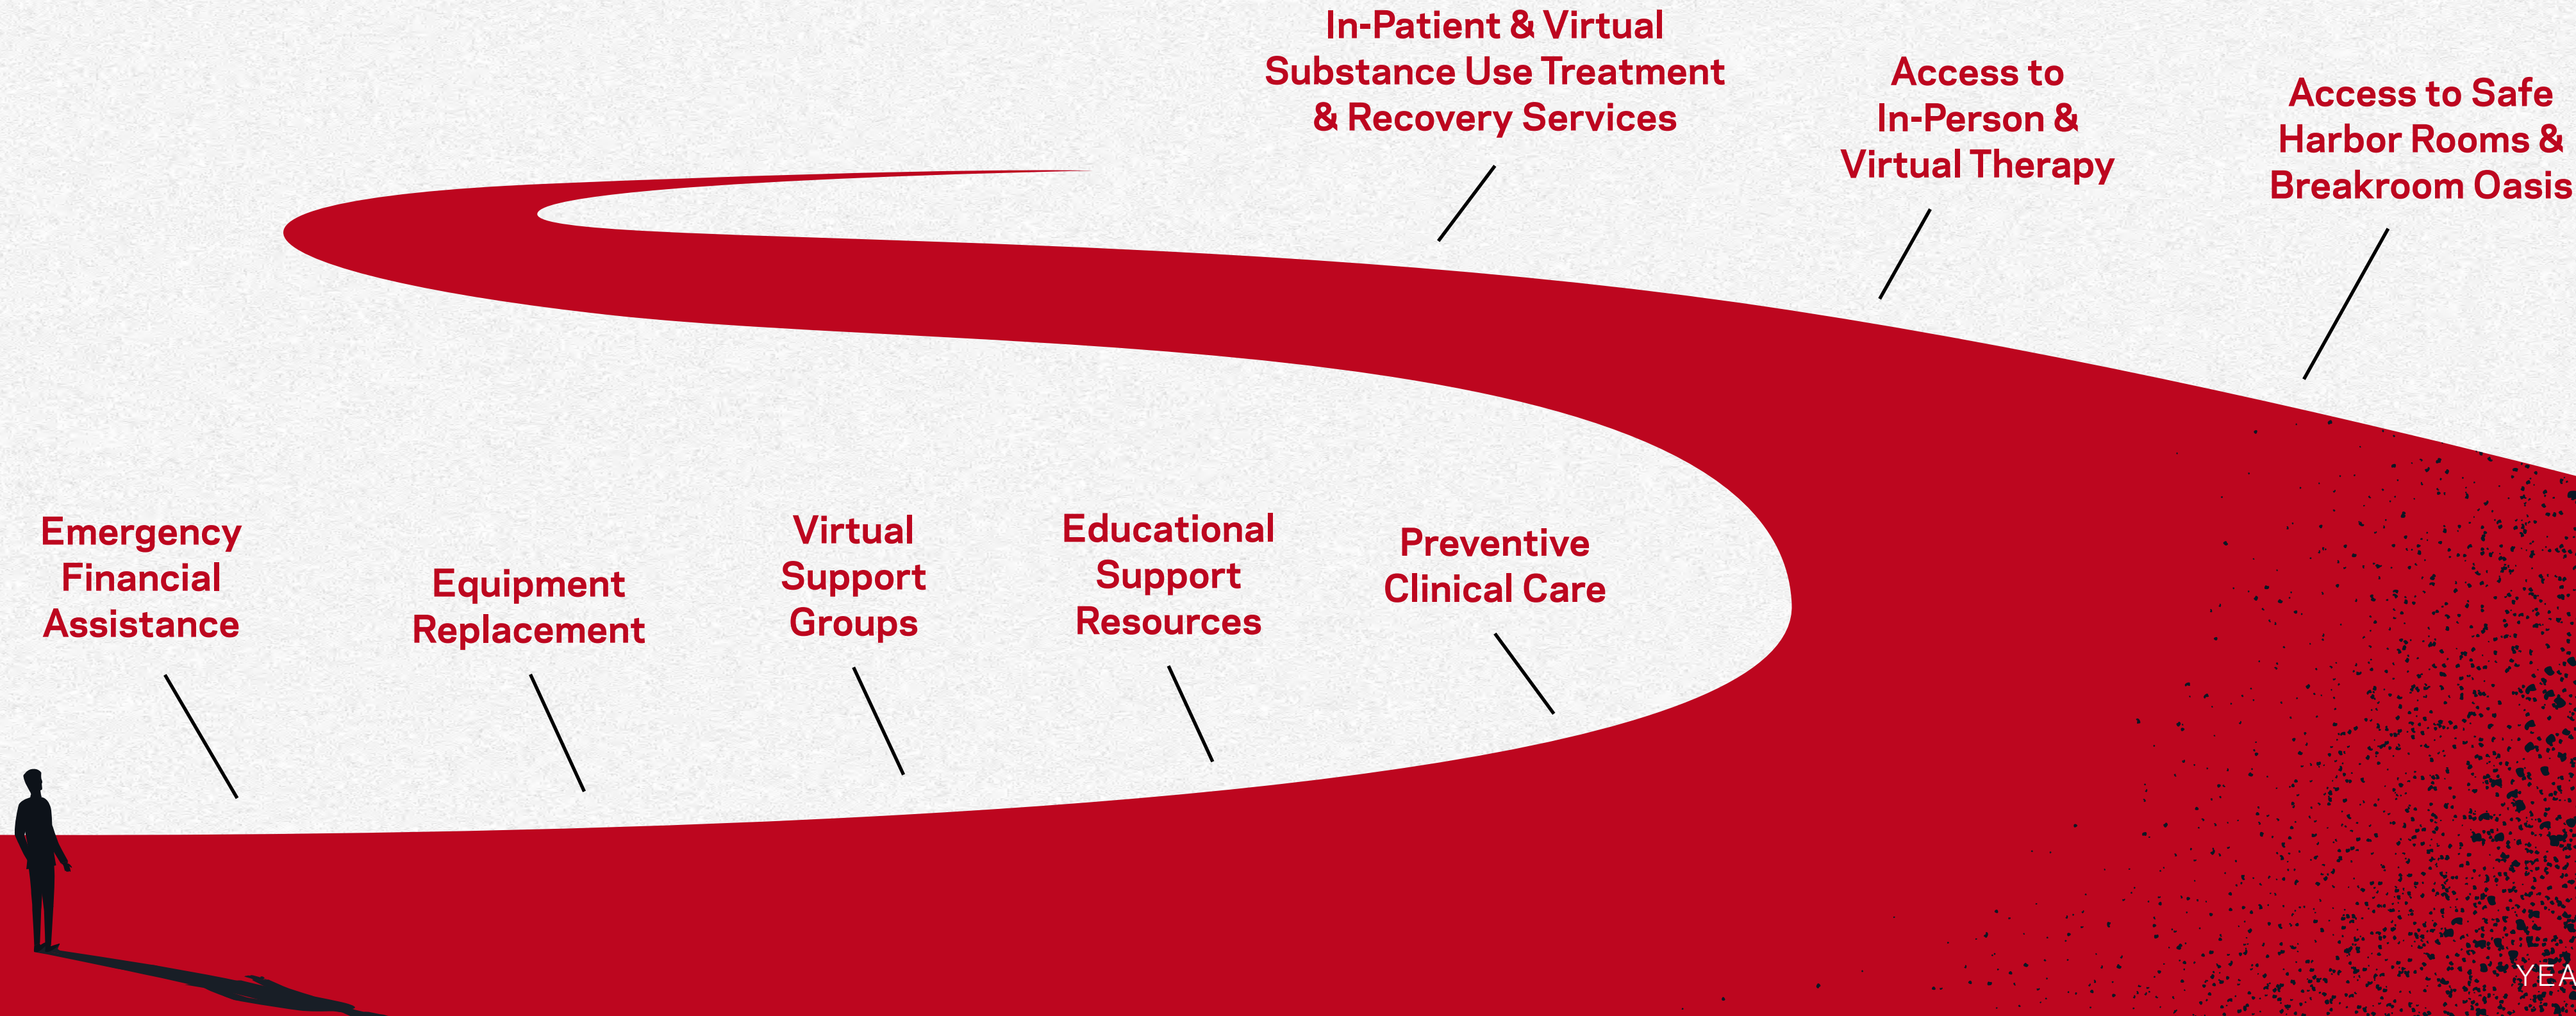 In-Patient & Virtual
Substance Use Treatment
& Recovery Services
Access to
In-Person &
Virtual Therapy
Access to Safe
Harbor Rooms &
Breakroom Oasis
Emergency
Financial
Assistance
Equipment
Replacement
Virtual
Support
Groups
Educational
Support
Resources
Preventive
Clinical Care
YEA